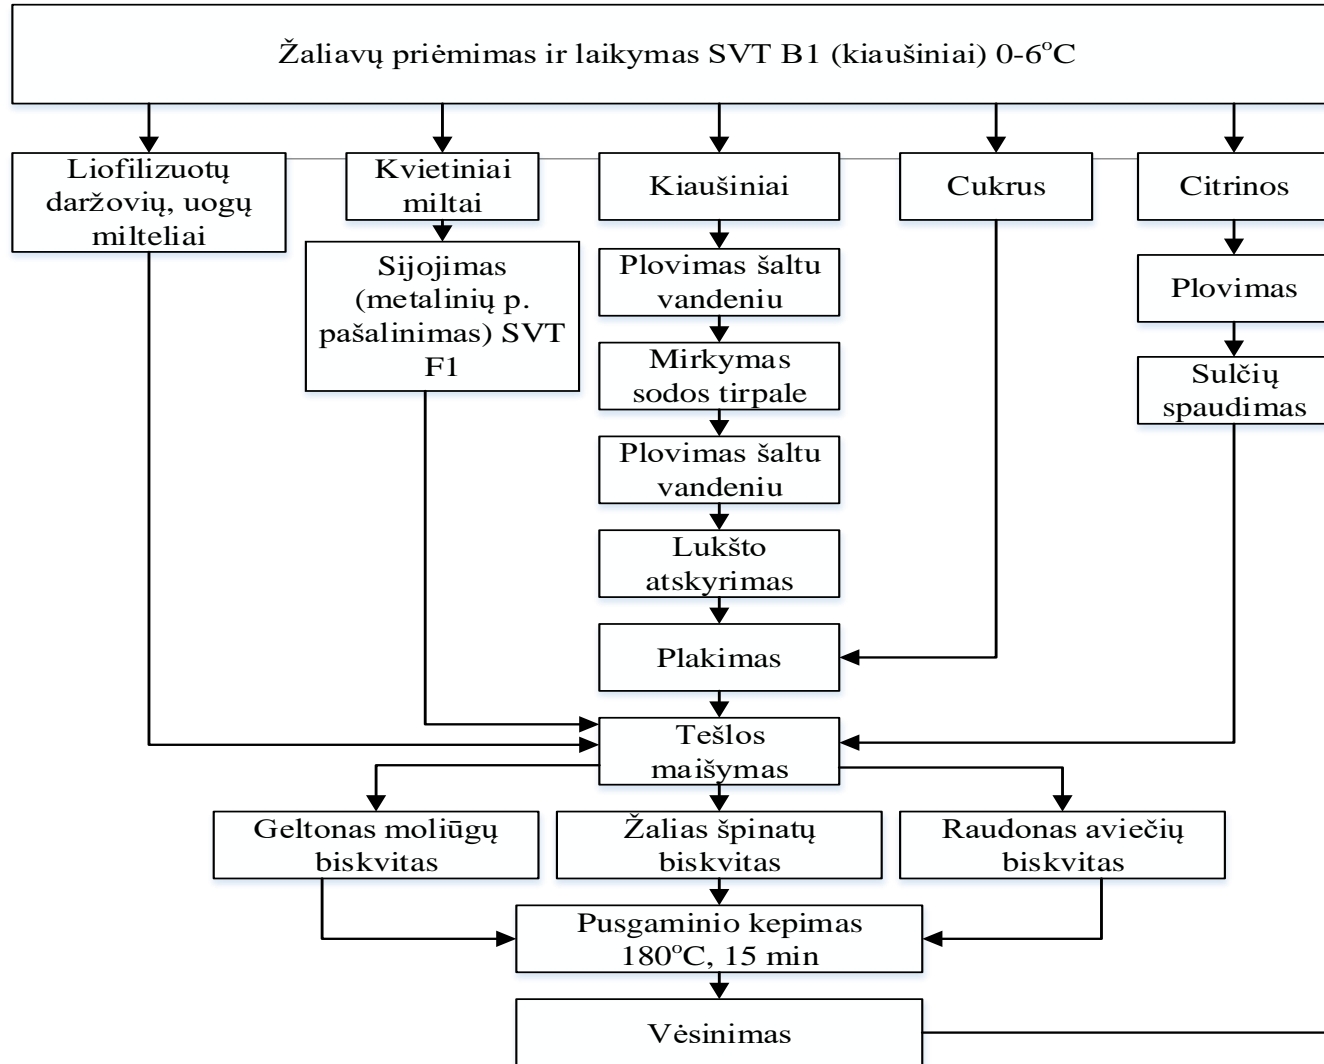 Žaliavų priėmimas ir laikymas SVT B1 (kiaušiniai) 0-6°C
Liofilizuotų
daržovių, uogų
milteliai
Kvietiniai
miltai
Kiaušiniai
Cukrus
Citrinos
Sijojimas
(metalinių p.
pašalinimas) SVT
F1
Plovimas šaltu
vandeniu
Plovimas
Mirkymas
sodos tirpale
Sulčių
spaudimas
Plovimas šaltu
vandeniu
Lukšto
atskyrimas
Plakimas
Tešlos
maišymas
Geltonas moliūgų
biskvitas
Žalias špinatų
biskvitas
Raudonas aviečių
biskvitas
Pusgaminio kepimas
180°C, 15 min
Vėsinimas